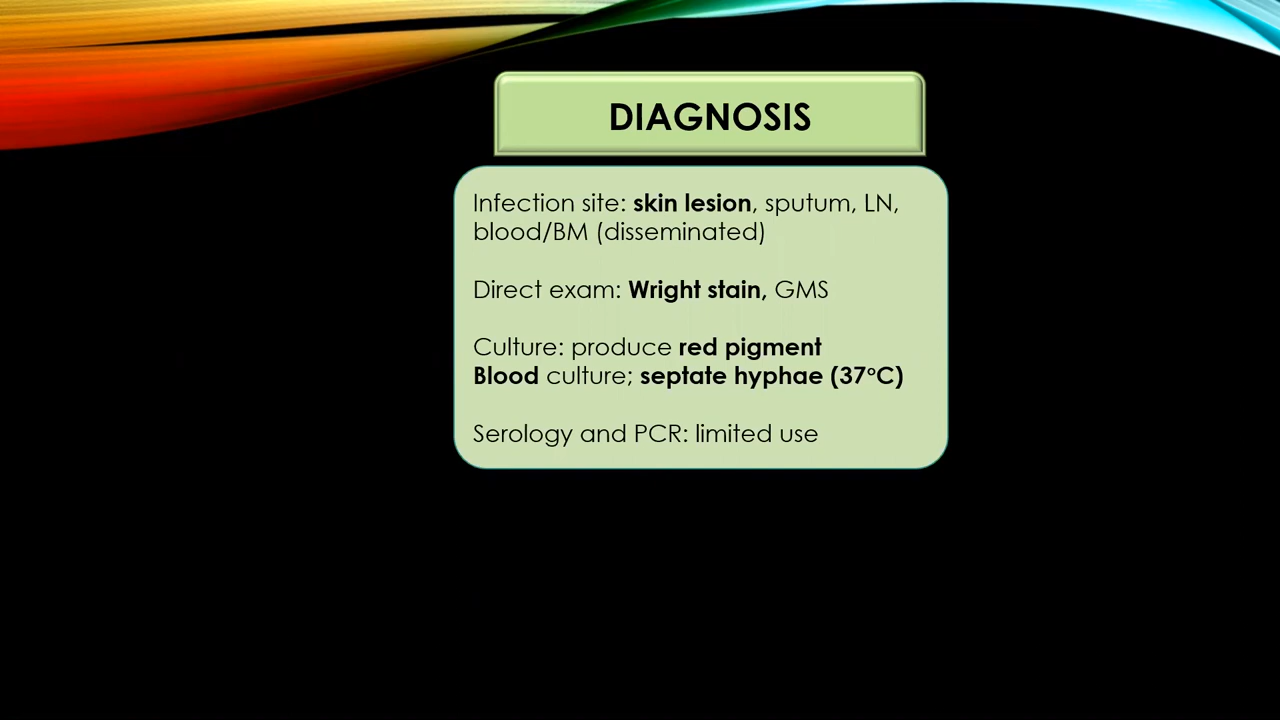 DIAGNOSIS
Infection site: skin lesion, sputum, LN,
blood/BM (disseminated)
Direct exam: Wright stain, GMS
Culture: produce red pigment
Blood culture; septate hyphae (37°C)
Serology and PCR: limited use